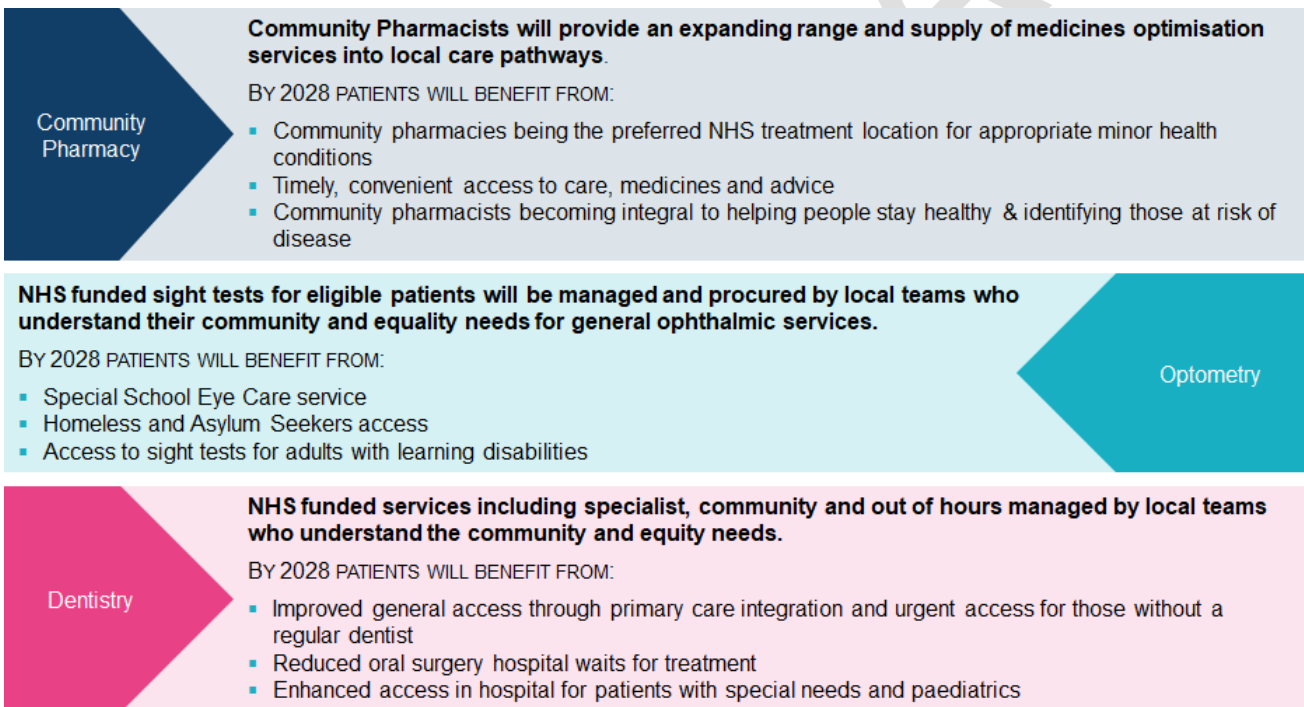 Community Pharmacists will provide an expanding range and supply of medicines optimisation
services into local care pathways.
BY 2028 PATIENTS WILL BENEFIT FROM:
Community
Pharmacy
▪ Community pharmacies being the preferred NHS treatment location for appropriate minor health
conditions
▪ Timely, convenient access to care, medicines and advice
▪ Community pharmacists becoming integral to helping people stay healthy & identifying those at risk of
disease
NHS funded sight tests for eligible patients will be managed and procured by local teams who
understand their community and equality needs for general ophthalmic services.
BY 2028 PATIENTS WILL BENEFIT FROM:
▪ Special School Eye Care service
▪ Homeless and Asylum Seekers access
▪ Access to sight tests for adults with learning disabilities
Optometry
NHS funded services including specialist, community and out of hours managed by local teams
who understand the community and equity needs.
BY 2028 PATIENTS WILL BENEFIT FROM:
Dentistry
▪ Improved general access through primary care integration and urgent access for those without a
regular dentist
▪ Reduced oral surgery hospital waits for treatment
▪ Enhanced access in hospital for patients with special needs and paediatrics